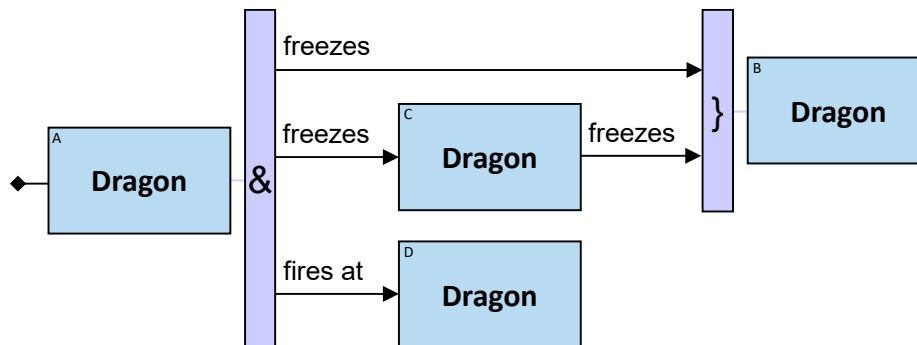 freezes
B
Dragon
}
C
freezes
Dragon
freezes
A
Dragon
&
D
fires at
Dragon